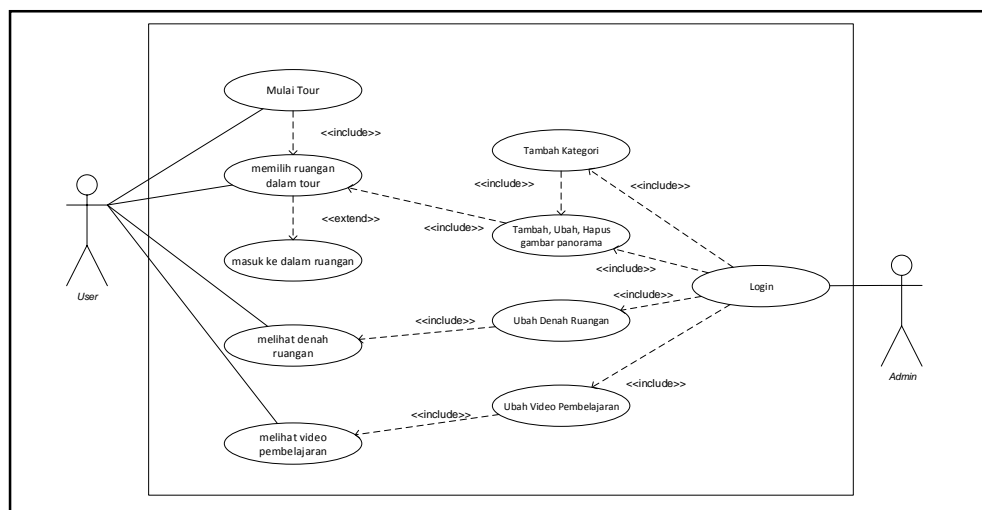 Mulai Tour
<<include>>
memilih ruangan
dalam tour
<<extend>>
masuk ke dalam ruangan
User
melihat denah
ruangan
melihat video
pembelajaran
Tambah Kategori
<<include>>
<<include>>
<<include>>
Tambah, Ubah, Hapus
gambar panorama
<<include>>
Login
<<include>>
<<include>>
Ubah Denah Ruangan
<<include>>
Ubah Video Pembelajaran
<<include>>
Admin